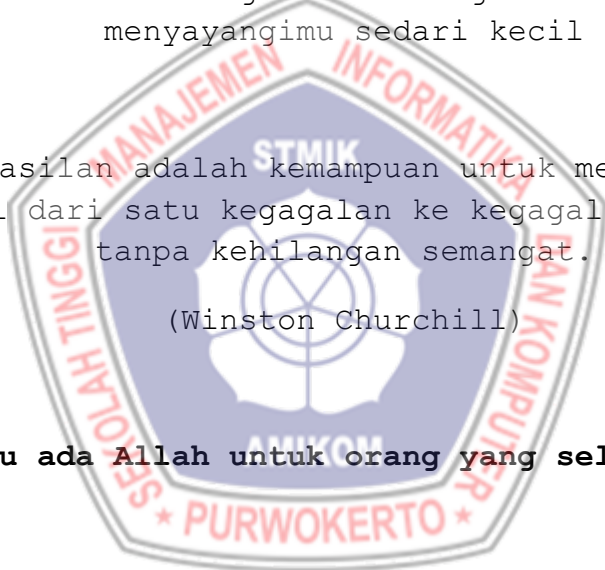 menyayangimu sedari kecil
asilan adalah kemampuan untuk me
dari satu kegagalan ke kegagal
tanpa kehilangan semangat.
(Winston Churchill)
u ada Allah untuk orang yang sel
SEKOLAH TINGGI MANAJEMEN INFORMATIKA DAN KOMPUTER
STMIK
AMIKOM
* PURWOKERTO *